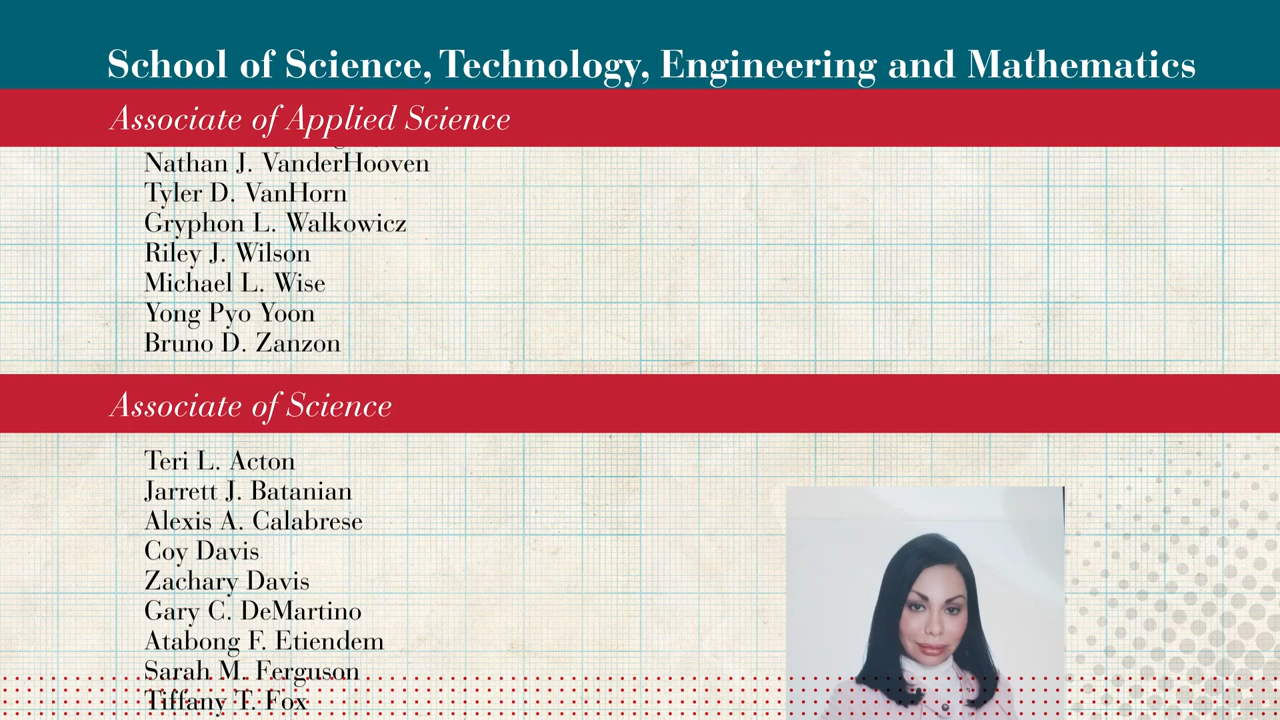 School of Science, Technology, Engineering and Mathematics
Associate of Applied Science
Nathan J. VanderHooven
Tyler D. VanHorn
Gryphon L. Walkowicz
Riley J. Wilson
Michael L. Wise
Yong Pyo Yoon
Bruno D. Zanzon
Associate of Science
Teri L. Acton
Jarrett J. Batanian
Alexis A. Calabrese
Coy Davis
Zachary Davis
Gary C. DeMartino
Atabong F. Etiendem
Sarah M. Ferguson
Tiffany T. Fox